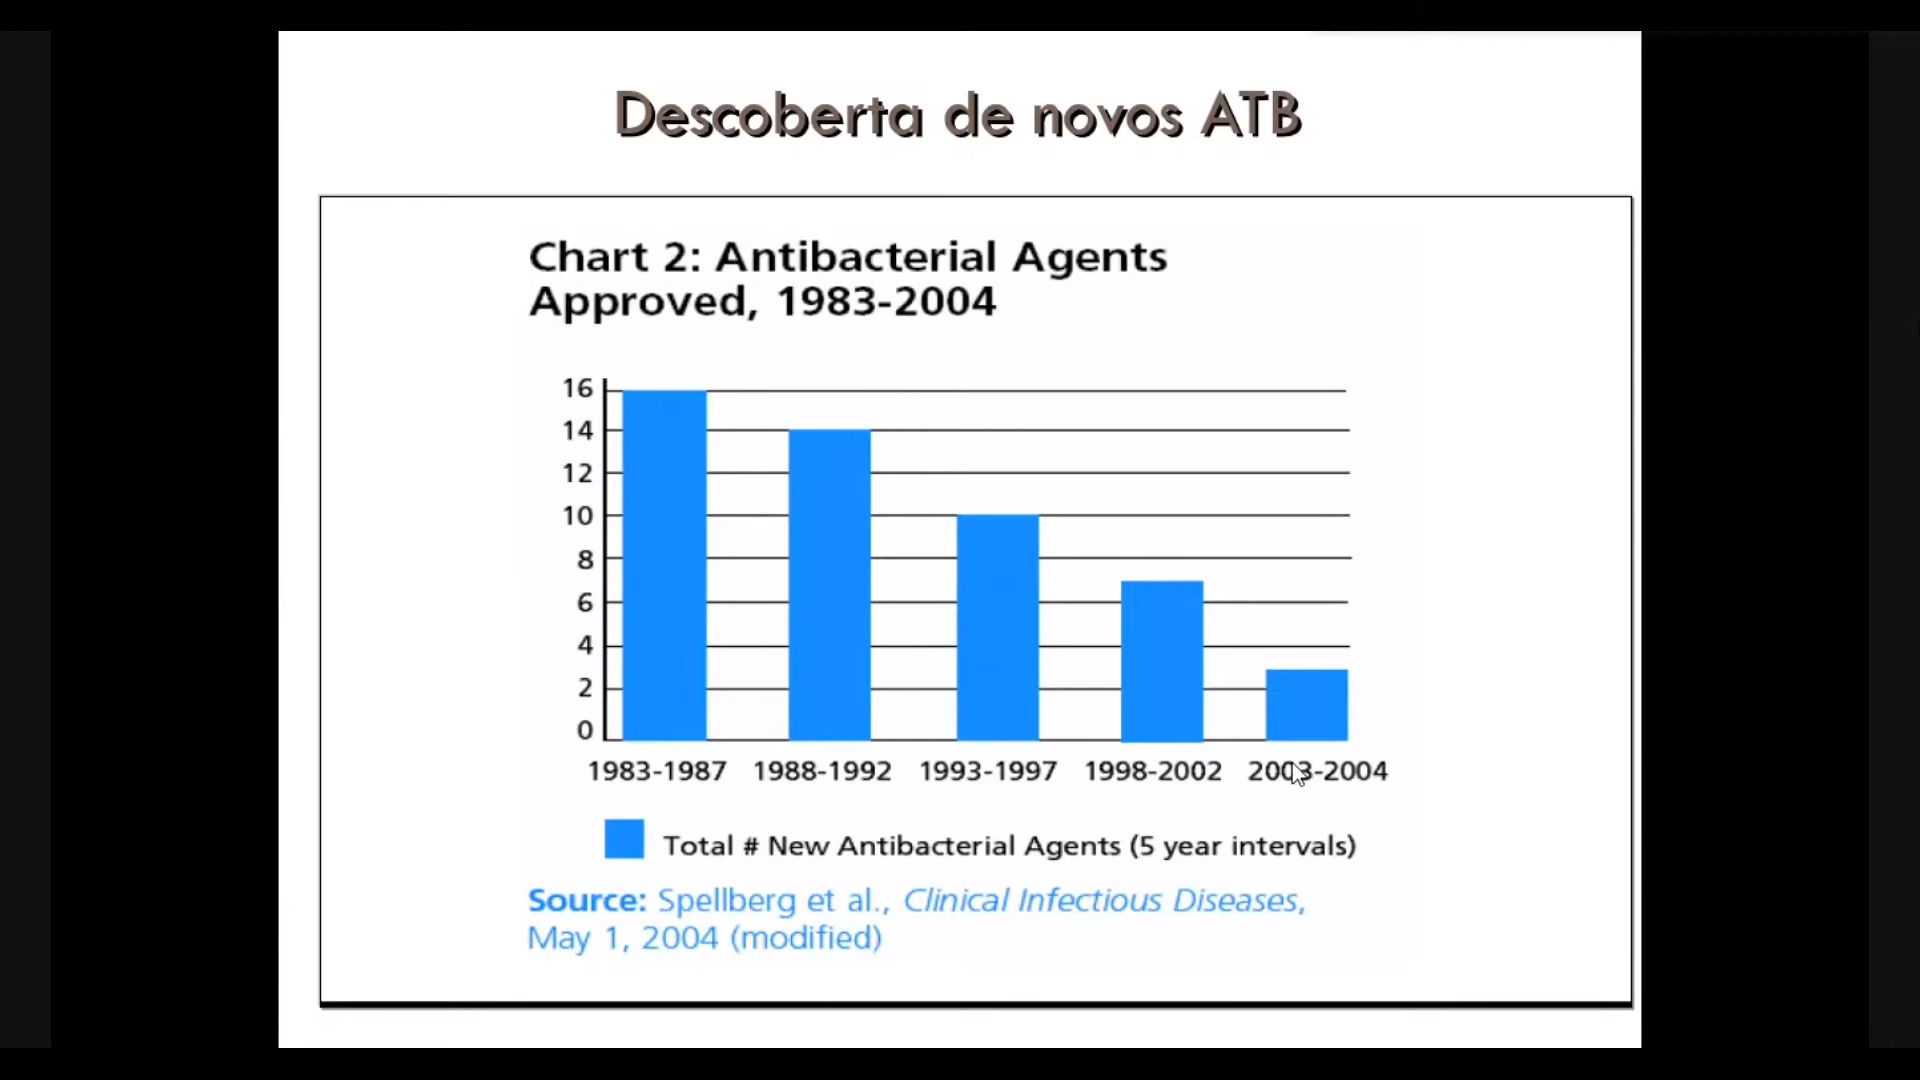 Descoberta de novos ATB
Chart 2: Antibacterial Agents
Approved, 1983-2004
16
14
12
10
8
6
4
2
0
1983-1987 1988-1992 1993-1997 1998-2002 2003-2004
Total # New Antibacterial Agents (5 year intervals)
Source: Spellberg et al., Clinical Infectious Diseases,
May 1, 2004 (modified)